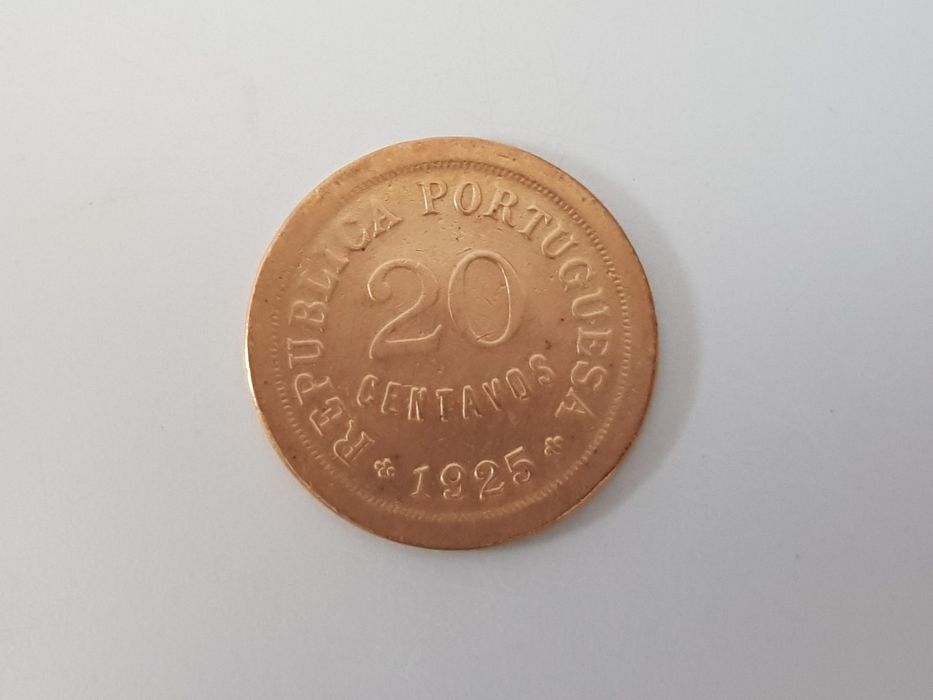 REPUBLICA PORTUGUESA
20
CENTAVOS
* 1925 *